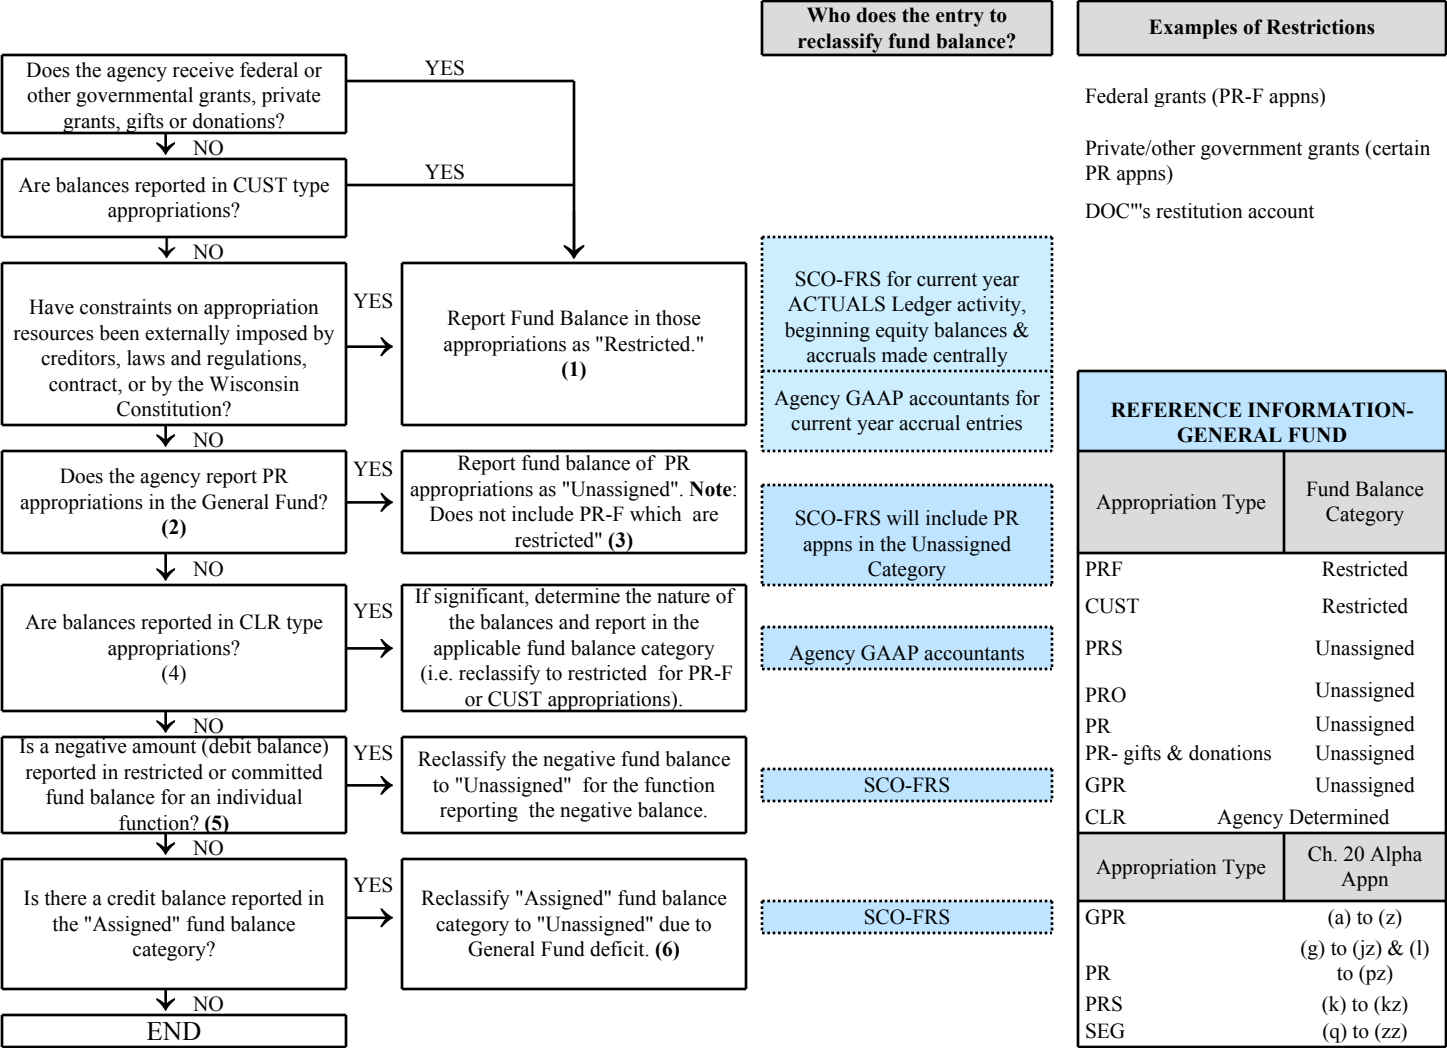 Who does the entry to
reclassify fund balance?
Examples of Restrictions
Does the agency receive federal or
other governmental grants, private
grants, gifts or donations?
YES
NO
Federal grants (PR-F appns)
Private/other government grants (certain
PR appns)
DOC"'s restitution account
Are balances reported in CUST type
appropriations?
YES
NO
Have constraints on appropriation
resources been externally imposed by
creditors, laws and regulations,
contract, or by the Wisconsin
Constitution?
YES
NO
Report Fund Balance in those
appropriations as "Restricted."
(1)
SCO-FRS for current year
ACTUALS Ledger activity,
beginning equity balances &
accruals made centrally
Agency GAAP accountants for
current year accrual entries
Does the agency report PR
appropriations in the General Fund?
(2)
YES
NO
Report fund balance of  PR
appropriations as "Unassigned". Note:
Does not include PR-F which  are
restricted" (3)
SCO-FRS will include PR
appns in the Unassigned
Category
Are balances reported in CLR type
appropriations?
(4)
YES
NO
If significant, determine the nature of
the balances and report in the
applicable fund balance category
(i.e. reclassify to restricted  for PR-F
or CUST appropriations).
Agency GAAP accountants
Is a negative amount (debit balance)
reported in restricted or committed
fund balance for an individual
function? (5)
YES
NO
Reclassify the negative fund balance
to "Unassigned"  for the function
reporting  the negative balance.
SCO-FRS
Is there a credit balance reported in
the "Assigned" fund balance
category?
YES
NO
Reclassify "Assigned" fund balance
category to "Unassigned" due to
General Fund deficit. (6)
SCO-FRS
END
REFERENCE INFORMATION-
GENERAL FUND
Appropriation Type
Fund Balance
Category
PRF Restricted
CUST Restricted
PRS Unassigned
PRO Unassigned
PR Unassigned
PR- gifts & donations Unassigned
GPR Unassigned
CLR Agency Determined
Appropriation Type
Ch. 20 Alpha
Appn
GPR (a) to (z)
(g) to (jz) & (l)
PR to (pz)
PRS (k) to (kz)
SEG (q) to (zz)